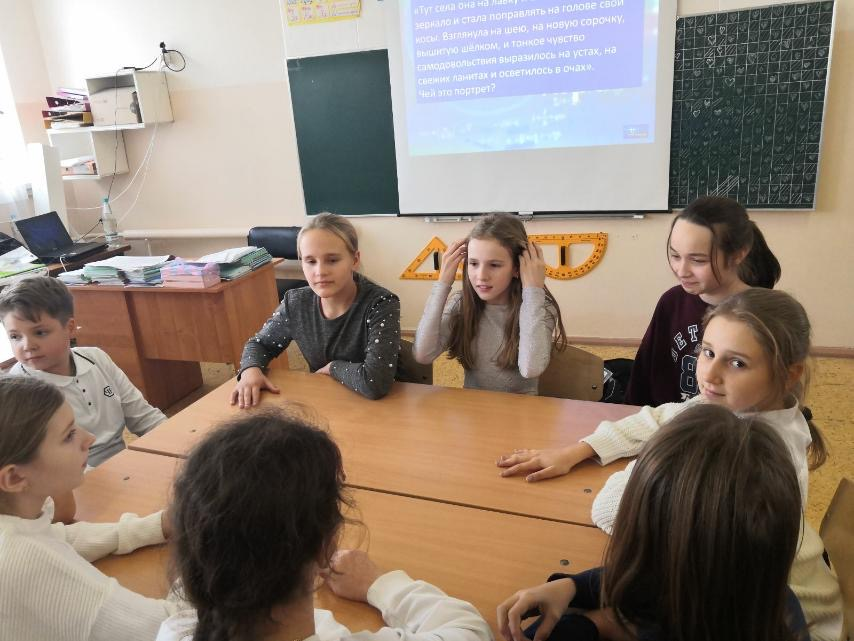 «Тут села она на лавку и
зеркало и стала поправлять на голове свои
косы. Взглянула на шею, на новую сорочку,
вышитую шёлком, и тонкое чувство
самодовольствия выразилось на устах, на
свежих ланитах и осветилось в очах».
Чей это портрет?